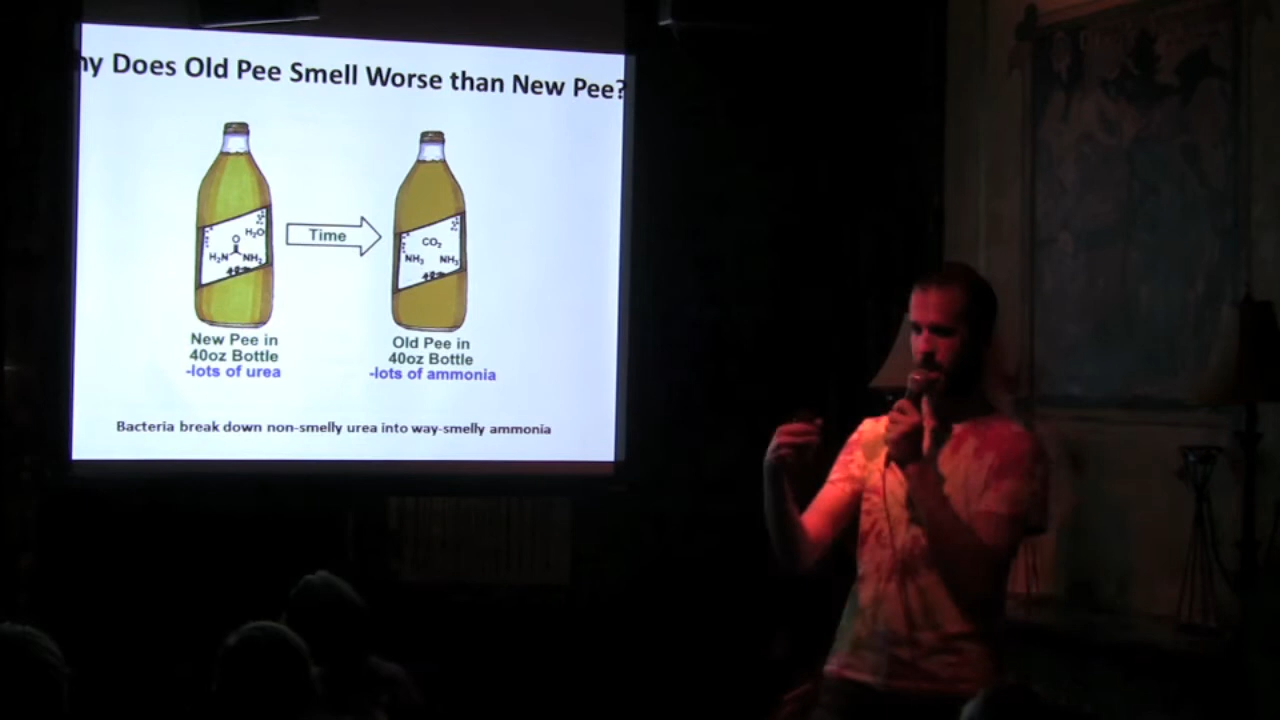 hy Does Old Pee Smell Worse than New Pee?
H₂O
O
H₂N NH₂
Time
CO₂
NH₃ NH₃
New Pee in
40oz Bottle
-lots of urea
Old Pee in
40oz Bottle
-lots of ammonia
Bacteria break down non-smelly urea into way-smelly ammonia